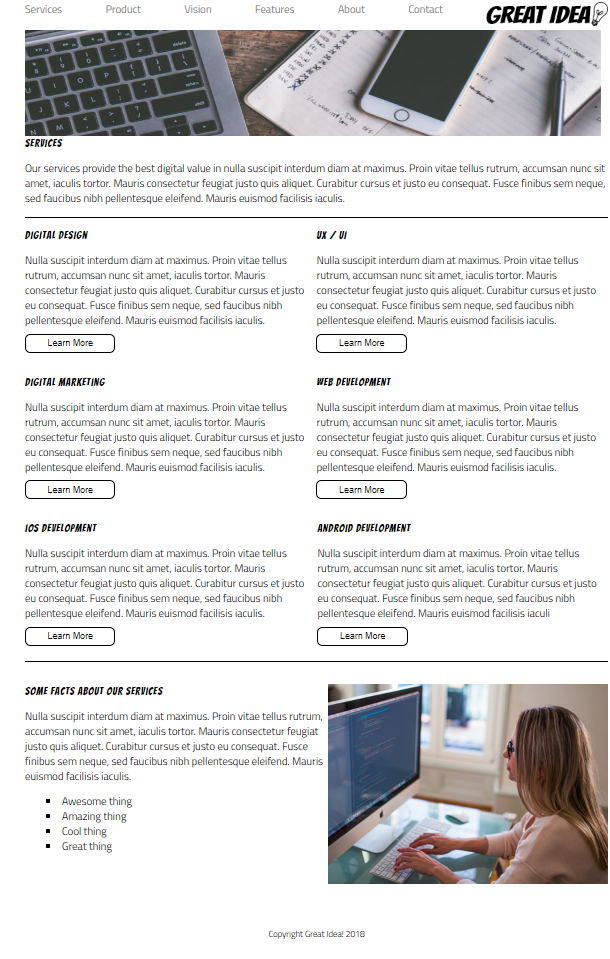 Services Product Vision Features About Contact GREAT IDEA
SERVICES
Our services provide the best digital value in nulla suscipit interdum diam at maximus. Proin vitae tellus rutrum, accumsan nunc sit
amet, iaculis tortor. Mauris consectetur feugiat justo quis aliquet. Curabitur cursus et justo eu consequat. Fusce finibus sem neque,
sed faucibus nibh pellentesque eleifend. Mauris euismod facilisis iaculis.
DIGITAL DESIGN
Nulla suscipit interdum diam at maximus. Proin vitae tellus
rutrum, accumsan nunc sit amet, iaculis tortor. Mauris
consectetur feugiat justo quis aliquet. Curabitur cursus et justo
eu consequat. Fusce finibus sem neque, sed faucibus nibh
pellentesque eleifend. Mauris euismod facilisis iaculis.
Learn More
UX / UI
Nulla suscipit interdum diam at maximus. Proin vitae tellus
rutrum, accumsan nunc sit amet, iaculis tortor. Mauris
consectetur feugiat justo quis aliquet. Curabitur cursus et justo
eu consequat. Fusce finibus sem neque, sed faucibus nibh
pellentesque eleifend. Mauris euismod facilisis iaculis.
Learn More
DIGITAL MARKETING
Nulla suscipit interdum diam at maximus. Proin vitae tellus
rutrum, accumsan nunc sit amet, iaculis tortor. Mauris
consectetur feugiat justo quis aliquet. Curabitur cursus et justo
eu consequat. Fusce finibus sem neque, sed faucibus nibh
pellentesque eleifend. Mauris euismod facilisis iaculis.
Learn More
WEB DEVELOPMENT
Nulla suscipit interdum diam at maximus. Proin vitae tellus
rutrum, accumsan nunc sit amet, iaculis tortor. Mauris
consectetur feugiat justo quis aliquet. Curabitur cursus et justo
eu consequat. Fusce finibus sem neque, sed faucibus nibh
pellentesque eleifend. Mauris euismod facilisis iaculis.
Learn More
IOS DEVELOPMENT
Nulla suscipit interdum diam at maximus. Proin vitae tellus
rutrum, accumsan nunc sit amet, iaculis tortor. Mauris
consectetur feugiat justo quis aliquet. Curabitur cursus et justo
eu consequat. Fusce finibus sem neque, sed faucibus nibh
pellentesque eleifend. Mauris euismod facilisis iaculis.
Learn More
ANDROID DEVELOPMENT
Nulla suscipit interdum diam at maximus. Proin vitae tellus
rutrum, accumsan nunc sit amet, iaculis tortor. Mauris
consectetur feugiat justo quis aliquet. Curabitur cursus et justo
eu consequat. Fusce finibus sem neque, sed faucibus nibh
pellentesque eleifend. Mauris euismod facilisis iaculi
Learn More
SOME FACTS ABOUT OUR SERVICES
Nulla suscipit interdum diam at maximus. Proin vitae tellus rutrum,
accumsan nunc sit amet, iaculis tortor. Mauris consectetur feugiat
justo quis aliquet. Curabitur cursus et justo eu consequat. Fusce
finibus sem neque, sed faucibus nibh pellentesque eleifend. Mauris
euismod facilisis iaculis.
Awesome thing
Amazing thing
Cool thing
Great thing
Copyright Great Idea! 2018